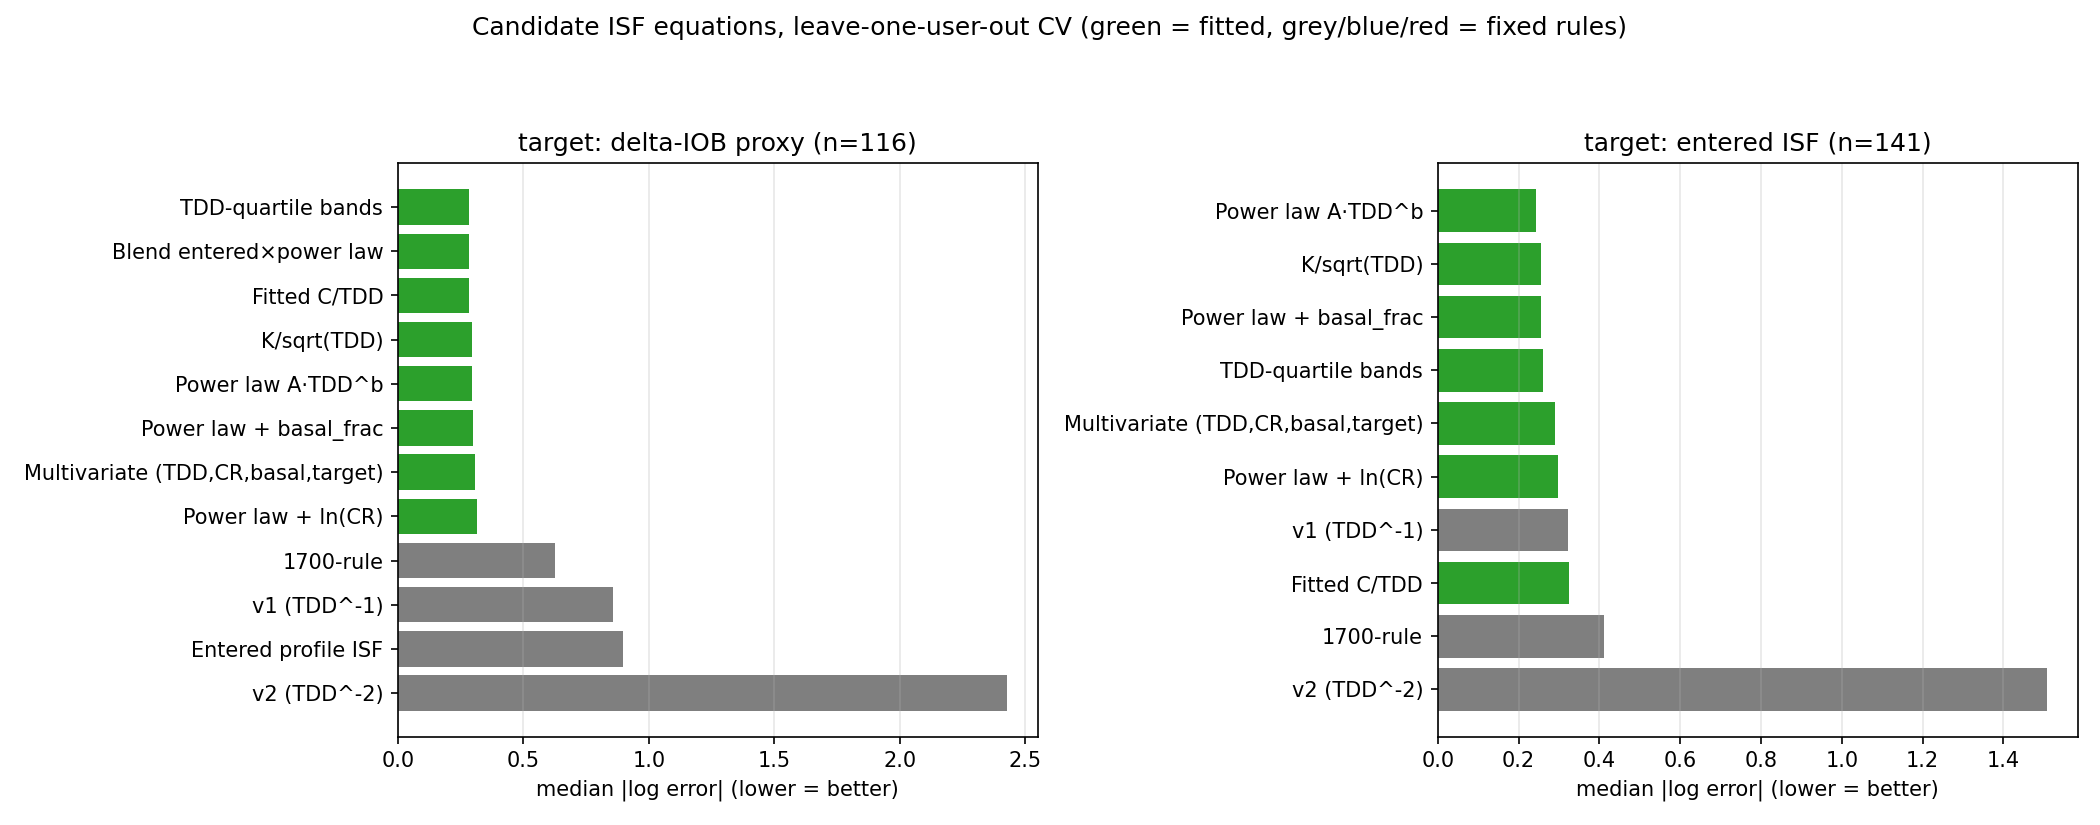 Candidate ISF equations, leave-one-user-out CV (green = fitted, grey/blue/red = fixed rules)
target: delta-IOB proxy (n=116)
TDD-quartile bands
Blend entered×power law
Fitted C/TDD
K/sqrt(TDD)
Power law A·TDD^b
Power law + basal_frac
Multivariate (TDD,CR,basal,target)
Power law + ln(CR)
1700-rule
v1 (TDD^-1)
Entered profile ISF
v2 (TDD^-2)
0.0 0.5 1.0 1.5 2.0 2.5
median |log error| (lower = better)
target: entered ISF (n=141)
Power law A·TDD^b
K/sqrt(TDD)
Power law + basal_frac
TDD-quartile bands
Multivariate (TDD,CR,basal,target)
Power law + ln(CR)
v1 (TDD^-1)
Fitted C/TDD
1700-rule
v2 (TDD^-2)
0.0 0.2 0.4 0.6 0.8 1.0 1.2 1.4
median |log error| (lower = better)